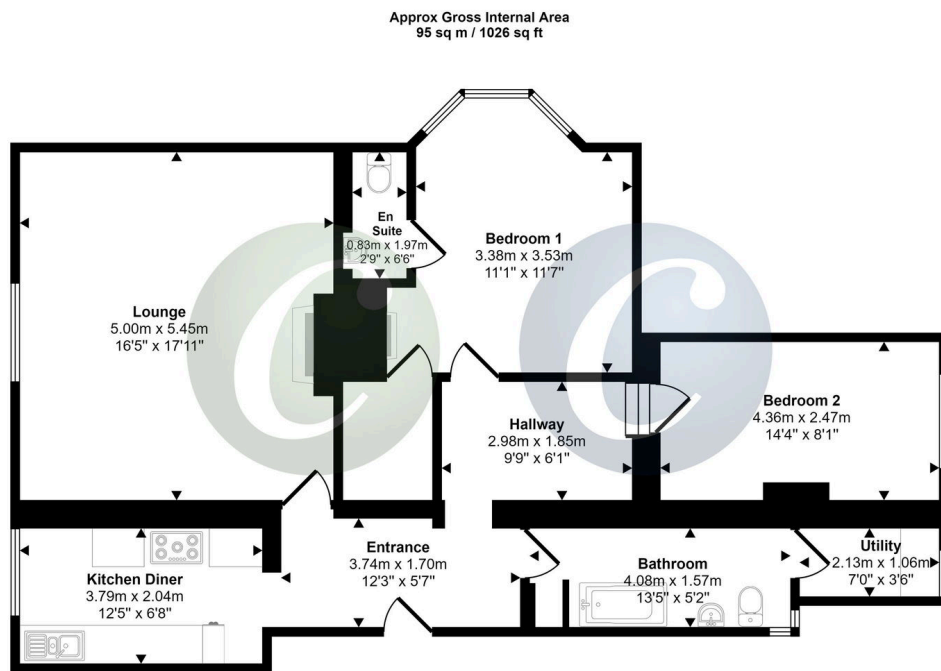 Approx Gross Internal Area
95 sq m / 1026 sq ft
En
Suite
0.83m x 1.97m
2'9" x 6'6"
Bedroom 1
3.38m x 3.53m
11'1" x 11'7"
Lounge
5.00m x 5.45m
16'5" x 17'11"
Bedroom 2
4.36m x 2.47m
14'4" x 8'1"
Hallway
2.98m x 1.85m
9'9" x 6'1"
Entrance
3.74m x 1.70m
12'3" x 5'7"
Kitchen Diner
3.79m x 2.04m
12'5" x 6'8"
Bathroom
4.08m x 1.57m
13'5" x 5'2"
Utility
2.13m x 1.06m
7'0" x 3'6"
C
C